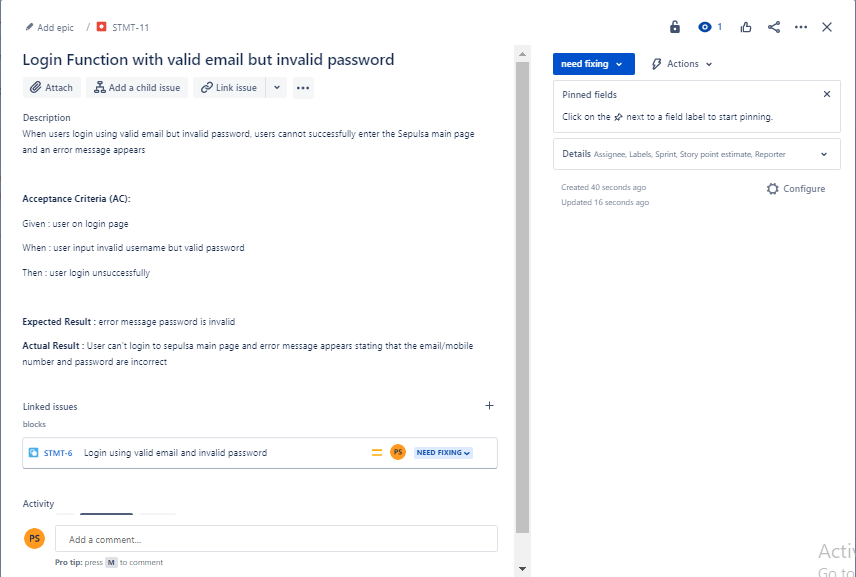 Add epic / STMT-11
1
Login Function with valid email but invalid password
need fixing
Actions
Attach
Add a child issue
Link issue
Pinned fields
Click on the next to a field label to start pinning.
Description
When users login using valid email but invalid password, users cannot successfully enter the Sepulsa main page
and an error message appears
Details Assignee, Labels, Sprint, Story point estimate, Reporter
Created 40 seconds ago
Configure
Updated 16 seconds ago
Acceptance Criteria (AC):
Given : user on login page
When : user input invalid username but valid password
Then : user login unsuccessfully
Expected Result : error message password is invalid
Actual Result : User can't login to sepulsa main page and error message appears stating that the email/mobile
number and password are incorrect
Linked issues
blocks
STMT-6 Login using valid email and invalid password PS NEED FIXING
Activity
PS Add a comment...
Pro tip: press M to comment
Activ
Go to